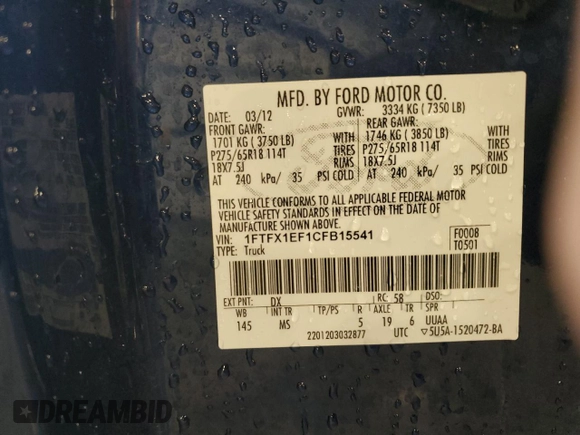 MFD. BY FORD MOTOR CO.
DATE: 03/12 GVWR: 3334 KG ( 7350 LB)
FRONT GAWR: REAR GAWR:
1701 KG ( 3750 LB) WITH 1746 KG ( 3850 LB) WITH
P275/65R18 114T TIRES P275/65R18 114T TIRES
18X7.5J RIMS 18X7.5J RIMS
AT 240 kPa/ 35 PSI COLD AT 240 kPa/ 35 PSI COLD
THIS VEHICLE CONFORMS TO ALL APPLICABLE FEDERAL MOTOR
VEHICLE SAFETY STANDARDS IN EFFECT ON THE DATE OF
MANUFACTURE SHOWN ABOVE.
VIN: 1FTFX1EF1CFB15541 F0008
TYPE: Truck T0501
EXT PNT: DX RC: 58 DSO:
WB INT TR TP/PS R AXLE TR SPR
145 MS 5 19 6 UUAA
2201203032877 UTC ▽5U5A-1520472-BA
DREAMBID